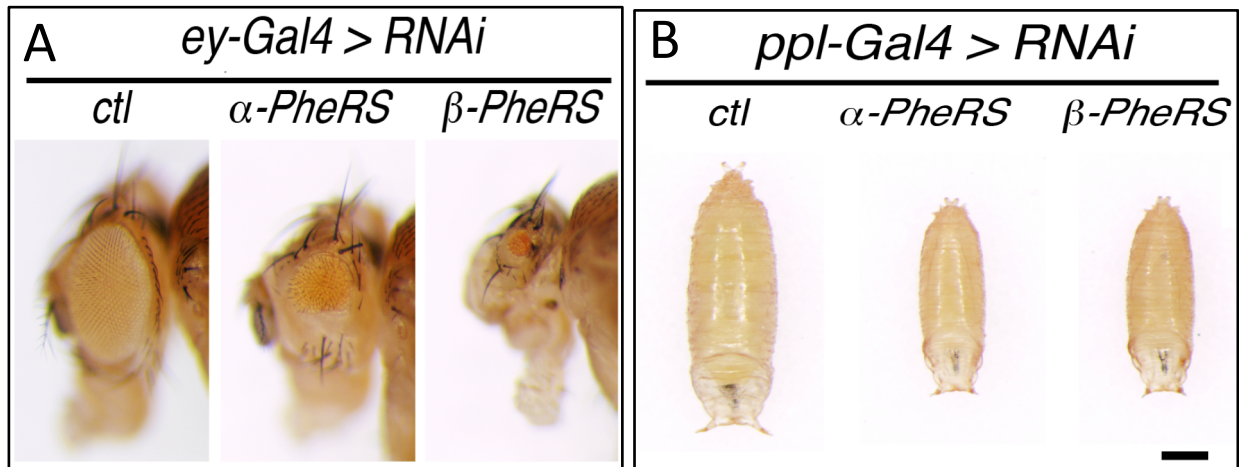 A
ey-Gal4 > RNAi
ctl
α-PheRS
β-PheRS
B
ppl-Gal4 > RNAi
ctl
α-PheRS
β-PheRS